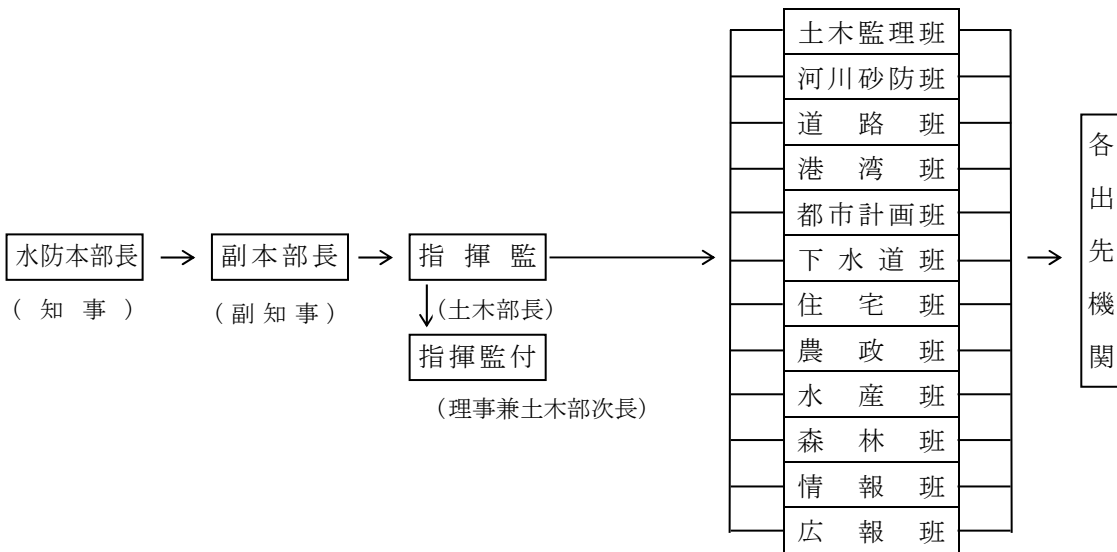 水防本部長
(知事)
副本部長
(副知事)
指揮監
(土木部長)
指揮監付
(理事兼土木部次長)
土木監理班
河川砂防班
道路班
港湾班
都市計画班
下水道班
住宅班
農政班
水産班
森林班
情報班
広報班
各出先機関